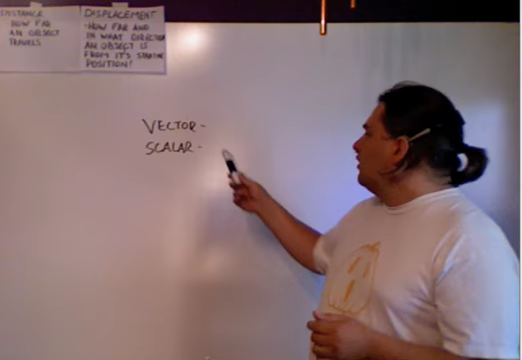 DISTANCE
-HOW FAR
AN OBJECT
TRAVELS
DISPLACEMENT
-HOW FAR AND
IN WHAT DIRECTION
AN OBJECT IS
FROM IT'S STARTING
POSITION!
VECTOR-
SCALAR-